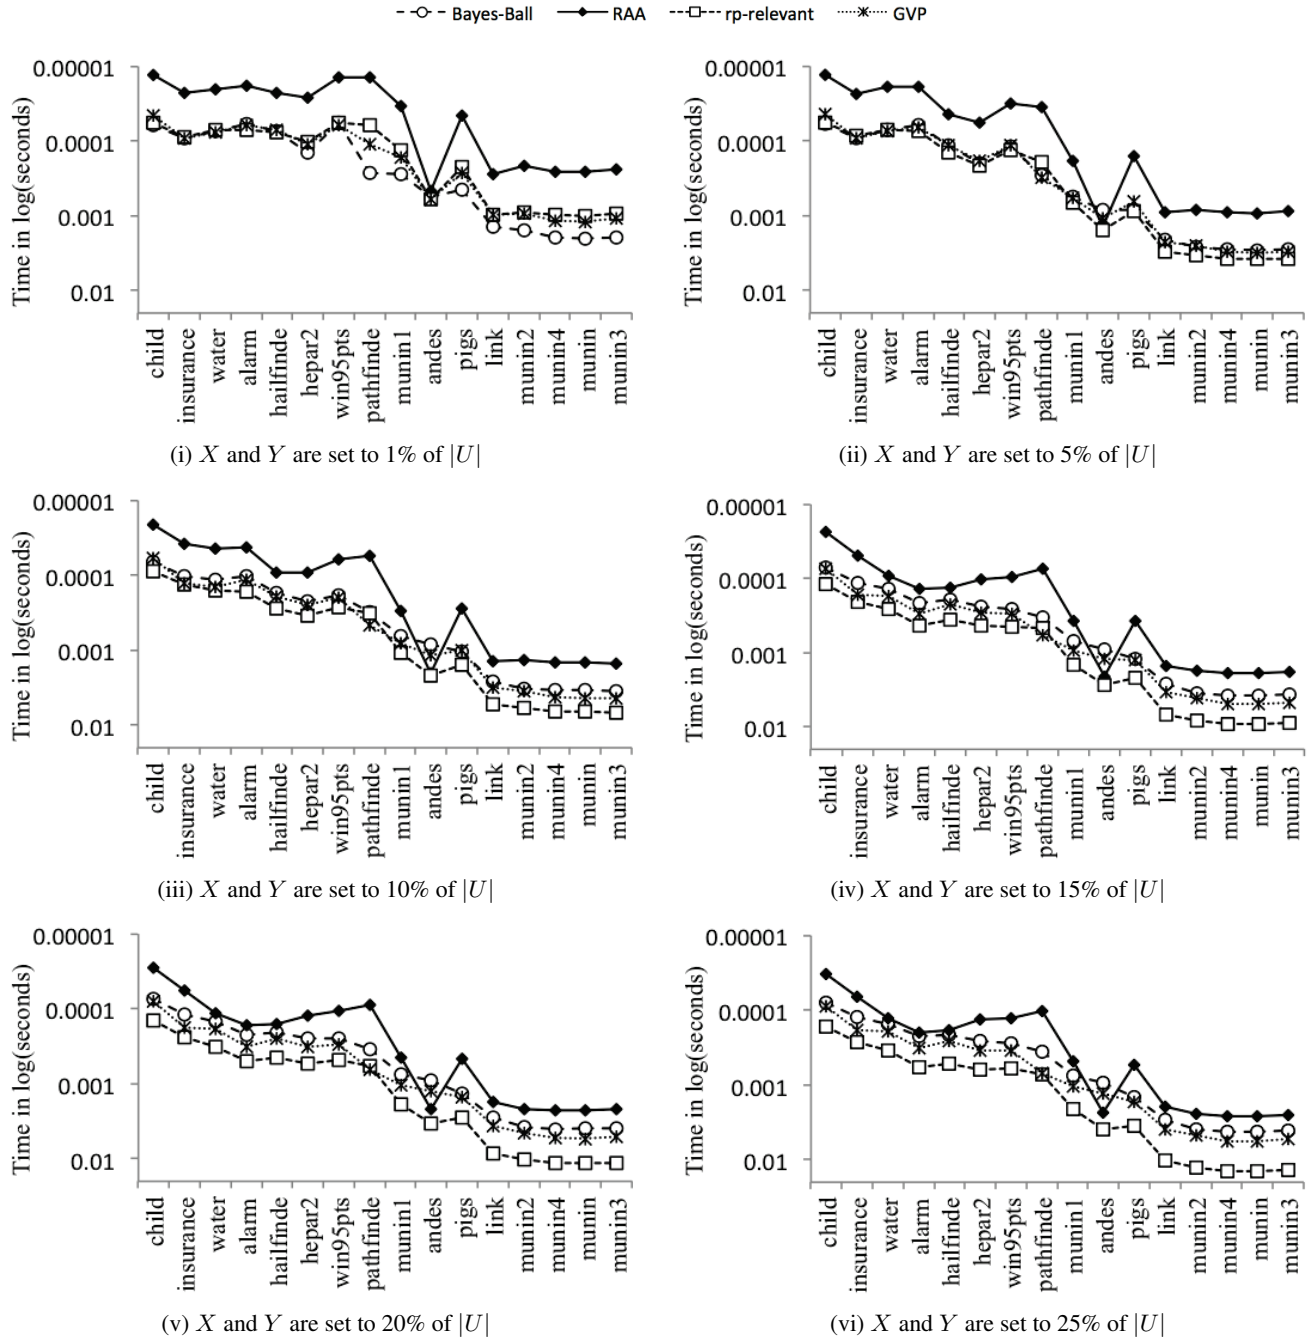 Bayes-Ball RAA rp-relevant GVP
Time in log(seconds)
0.00001
0.0001
0.001
0.01
child
insurance
water
alarm
hailfinde
hepar2
win95pts
pathfinde
munin1
andes
pigs
link
munin2
munin4
munin
munin3
(i) X and Y are set to 1% of |U|
Time in log(seconds)
0.00001
0.0001
0.001
0.01
child
insurance
water
alarm
hailfinde
hepar2
win95pts
pathfinde
munin1
andes
pigs
link
munin2
munin4
munin
munin3
(ii) X and Y are set to 5% of |U|
Time in log(seconds)
0.00001
0.0001
0.001
0.01
child
insurance
water
alarm
hailfinde
hepar2
win95pts
pathfinde
munin1
andes
pigs
link
munin2
munin4
munin
munin3
(iii) X and Y are set to 10% of |U|
Time in log(seconds)
0.00001
0.0001
0.001
0.01
child
insurance
water
alarm
hailfinde
hepar2
win95pts
pathfinde
munin1
andes
pigs
link
munin2
munin4
munin
munin3
(iv) X and Y are set to 15% of |U|
Time in log(seconds)
0.00001
0.0001
0.001
0.01
child
insurance
water
alarm
hailfinde
hepar2
win95pts
pathfinde
munin1
andes
pigs
link
munin2
munin4
munin
munin3
(v) X and Y are set to 20% of |U|
Time in log(seconds)
0.00001
0.0001
0.001
0.01
child
insurance
water
alarm
hailfinde
hepar2
win95pts
pathfinde
munin1
andes
pigs
link
munin2
munin4
munin
munin3
(vi) X and Y are set to 25% of |U|